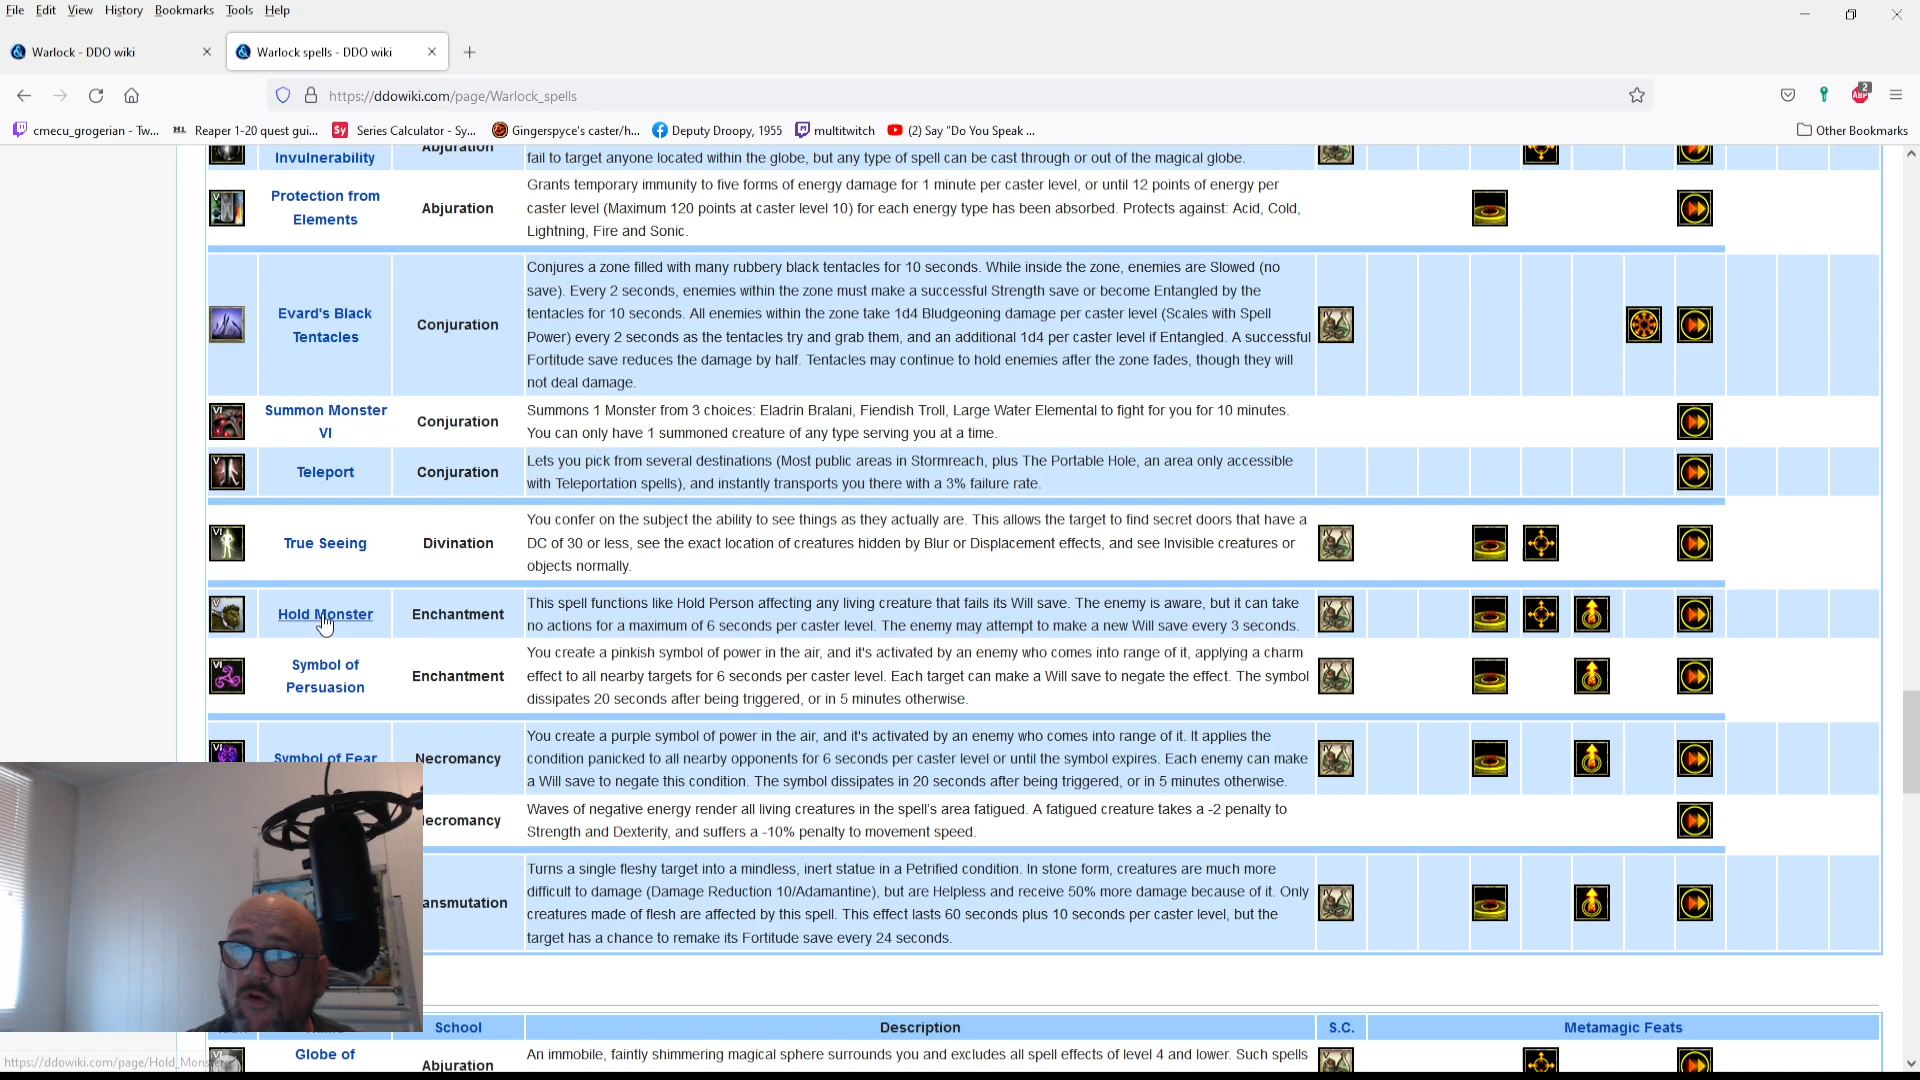 File Edit View History Bookmarks Tools Help
Warlock - DDO wiki
Warlock spells - DDO wiki
https://ddowiki.com/page/Warlock_spells
2
ABP
cmecu_grogerian - Tw...
Reaper 1-20 quest gui...
Sy Series Calculator - Sy...
Gingerspyce's caster/h...
Deputy Droopy, 1955
multitwitch
(2) Say "Do You Speak ...
Other Bookmarks
Invulnerability
Abjuration
fail to target anyone located within the globe, but any type of spell can be cast through or out of the magical globe.
Protection from
Elements
Abjuration
Grants temporary immunity to five forms of energy damage for 1 minute per caster level, or until 12 points of energy per
caster level (Maximum 120 points at caster level 10) for each energy type has been absorbed. Protects against: Acid, Cold,
Lightning, Fire and Sonic.
Evard's Black
Tentacles
Conjuration
Conjures a zone filled with many rubbery black tentacles for 10 seconds. While inside the zone, enemies are Slowed (no
save). Every 2 seconds, enemies within the zone must make a successful Strength save or become Entangled by the
tentacles for 10 seconds. All enemies within the zone take 1d4 Bludgeoning damage per caster level (Scales with Spell
Power) every 2 seconds as the tentacles try and grab them, and an additional 1d4 per caster level if Entangled. A successful
Fortitude save reduces the damage by half. Tentacles may continue to hold enemies after the zone fades, though they will
not deal damage.
Summon Monster
VI
Conjuration
Summons 1 Monster from 3 choices: Eladrin Bralani, Fiendish Troll, Large Water Elemental to fight for you for 10 minutes.
You can only have 1 summoned creature of any type serving you at a time.
Teleport
Conjuration
Lets you pick from several destinations (Most public areas in Stormreach, plus The Portable Hole, an area only accessible
with Teleportation spells), and instantly transports you there with a 3% failure rate.
True Seeing
Divination
You confer on the subject the ability to see things as they actually are. This allows the target to find secret doors that have a
DC of 30 or less, see the exact location of creatures hidden by Blur or Displacement effects, and see Invisible creatures or
objects normally.
Hold Monster
Enchantment
This spell functions like Hold Person affecting any living creature that fails its Will save. The enemy is aware, but it can take
no actions for a maximum of 6 seconds per caster level. The enemy may attempt to make a new Will save every 3 seconds.
Symbol of
Persuasion
Enchantment
You create a pinkish symbol of power in the air, and it's activated by an enemy who comes into range of it, applying a charm
effect to all nearby targets for 6 seconds per caster level. Each target can make a Will save to negate the effect. The symbol
dissipates 20 seconds after being triggered, or in 5 minutes otherwise.
Symbol of Fear
Necromancy
You create a purple symbol of power in the air, and it's activated by an enemy who comes into range of it. It applies the
condition panicked to all nearby opponents for 6 seconds per caster level or until the symbol expires. Each enemy can make
a Will save to negate this condition. The symbol dissipates in 20 seconds after being triggered, or in 5 minutes otherwise.
ecromancy
Waves of negative energy render all living creatures in the spell's area fatigued. A fatigued creature takes a -2 penalty to
Strength and Dexterity, and suffers a -10% penalty to movement speed.
ansmutation
Turns a single fleshy target into a mindless, inert statue in a Petrified condition. In stone form, creatures are much more
difficult to damage (Damage Reduction 10/Adamantine), but are Helpless and receive 50% more damage because of it. Only
creatures made of flesh are affected by this spell. This effect lasts 60 seconds plus 10 seconds per caster level, but the
target has a chance to remake its Fortitude save every 24 seconds.
School Description S.C. Metamagic Feats
Globe of
Abjuration
An immobile, faintly shimmering magical sphere surrounds you and excludes all spell effects of level 4 and lower. Such spells
https://ddowiki.com/page/Hold_Monster